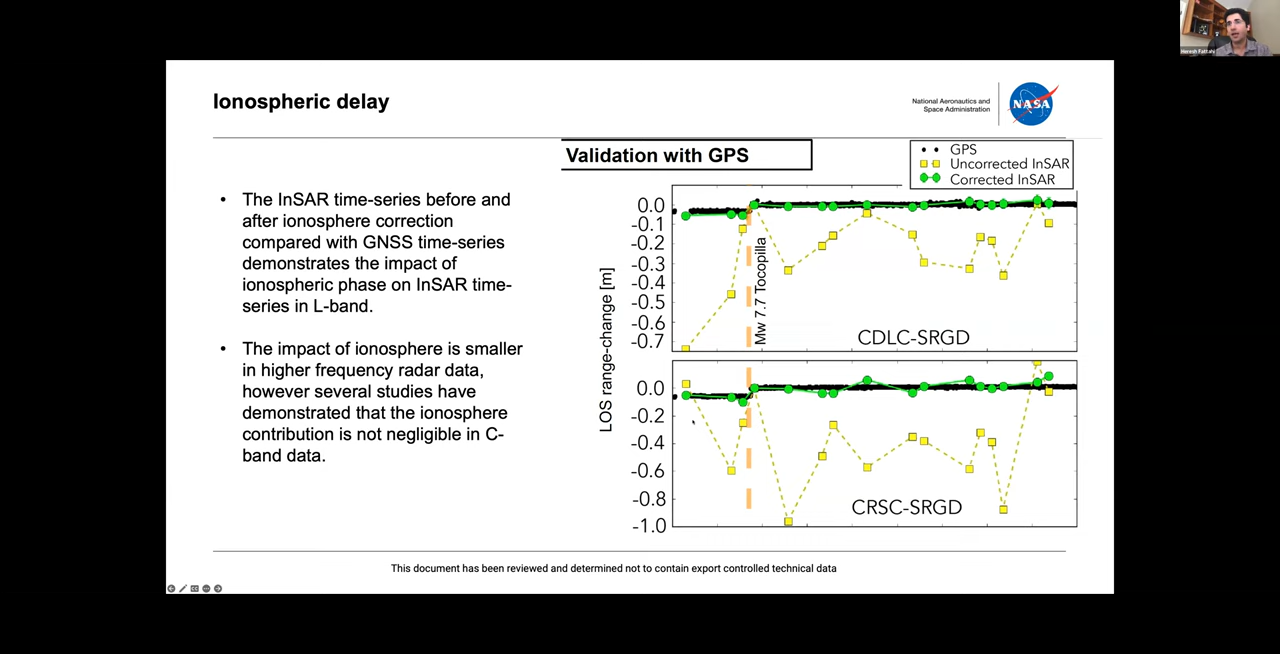 Heresh Fattahi
Ionospheric delay
National Aeronautics and
Space Administration
NASA
Validation with GPS
GPS
Uncorrected InSAR
Corrected InSAR
• The InSAR time-series before and
after ionosphere correction
compared with GNSS time-series
demonstrates the impact of
ionospheric phase on InSAR time-
series in L-band.
• The impact of ionosphere is smaller
in higher frequency radar data,
however several studies have
demonstrated that the ionosphere
contribution is not negligible in C-
band data.
LOS range-change [m]
0.0
-0.1
-0.2
-0.3
-0.4
-0.5
-0.6
-0.7
Mw 7.7 Tocopilla
CDLC-SRGD
0.0
-0.2
-0.4
-0.6
-0.8
-1.0
CRSC-SRGD
This document has been reviewed and determined not to contain export controlled technical data